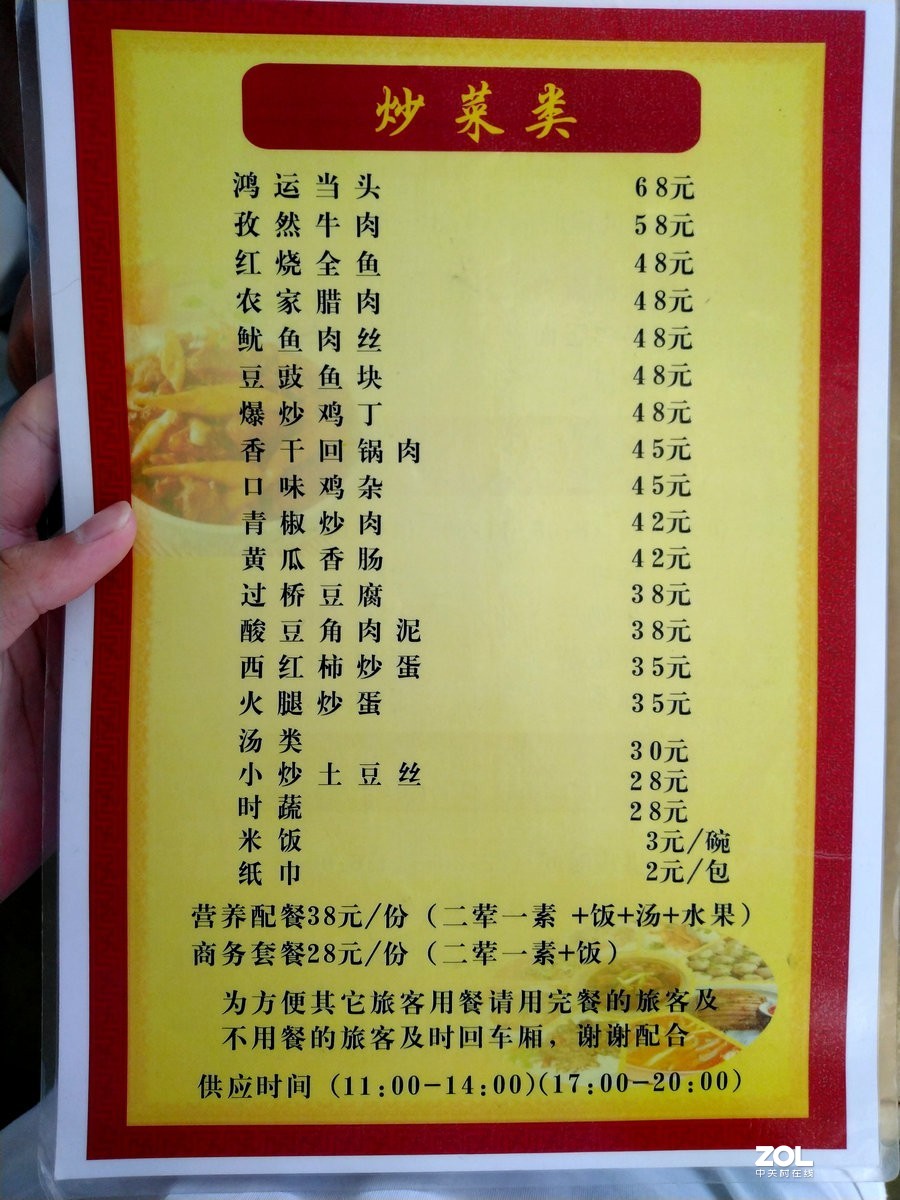 炒菜类
鸿运当头 68元
孜然牛肉 58元
红烧全鱼 48元
农家腊肉 48元
鱿鱼肉丝 48元
豆豉鱼块 48元
爆炒鸡丁 48元
香干回锅肉 45元
口味鸡杂 45元
青椒炒肉 42元
黄瓜香肠 42元
过桥豆腐 38元
酸豆角肉泥 38元
西红柿炒蛋 35元
火腿炒蛋 35元
汤类 30元
小炒土豆丝 28元
时蔬 28元
米饭 3元/碗
纸巾 2元/包
营养配餐38元/份（二荤一素 +饭+汤+水果）
商务套餐28元/份（二荤一素+饭）
为方便其它旅客用餐请用完餐的旅客及
不用餐的旅客及时回车厢，谢谢配合
供应时间 (11:00-14:00)(17:00-20:00)
ZOL
中关村在线